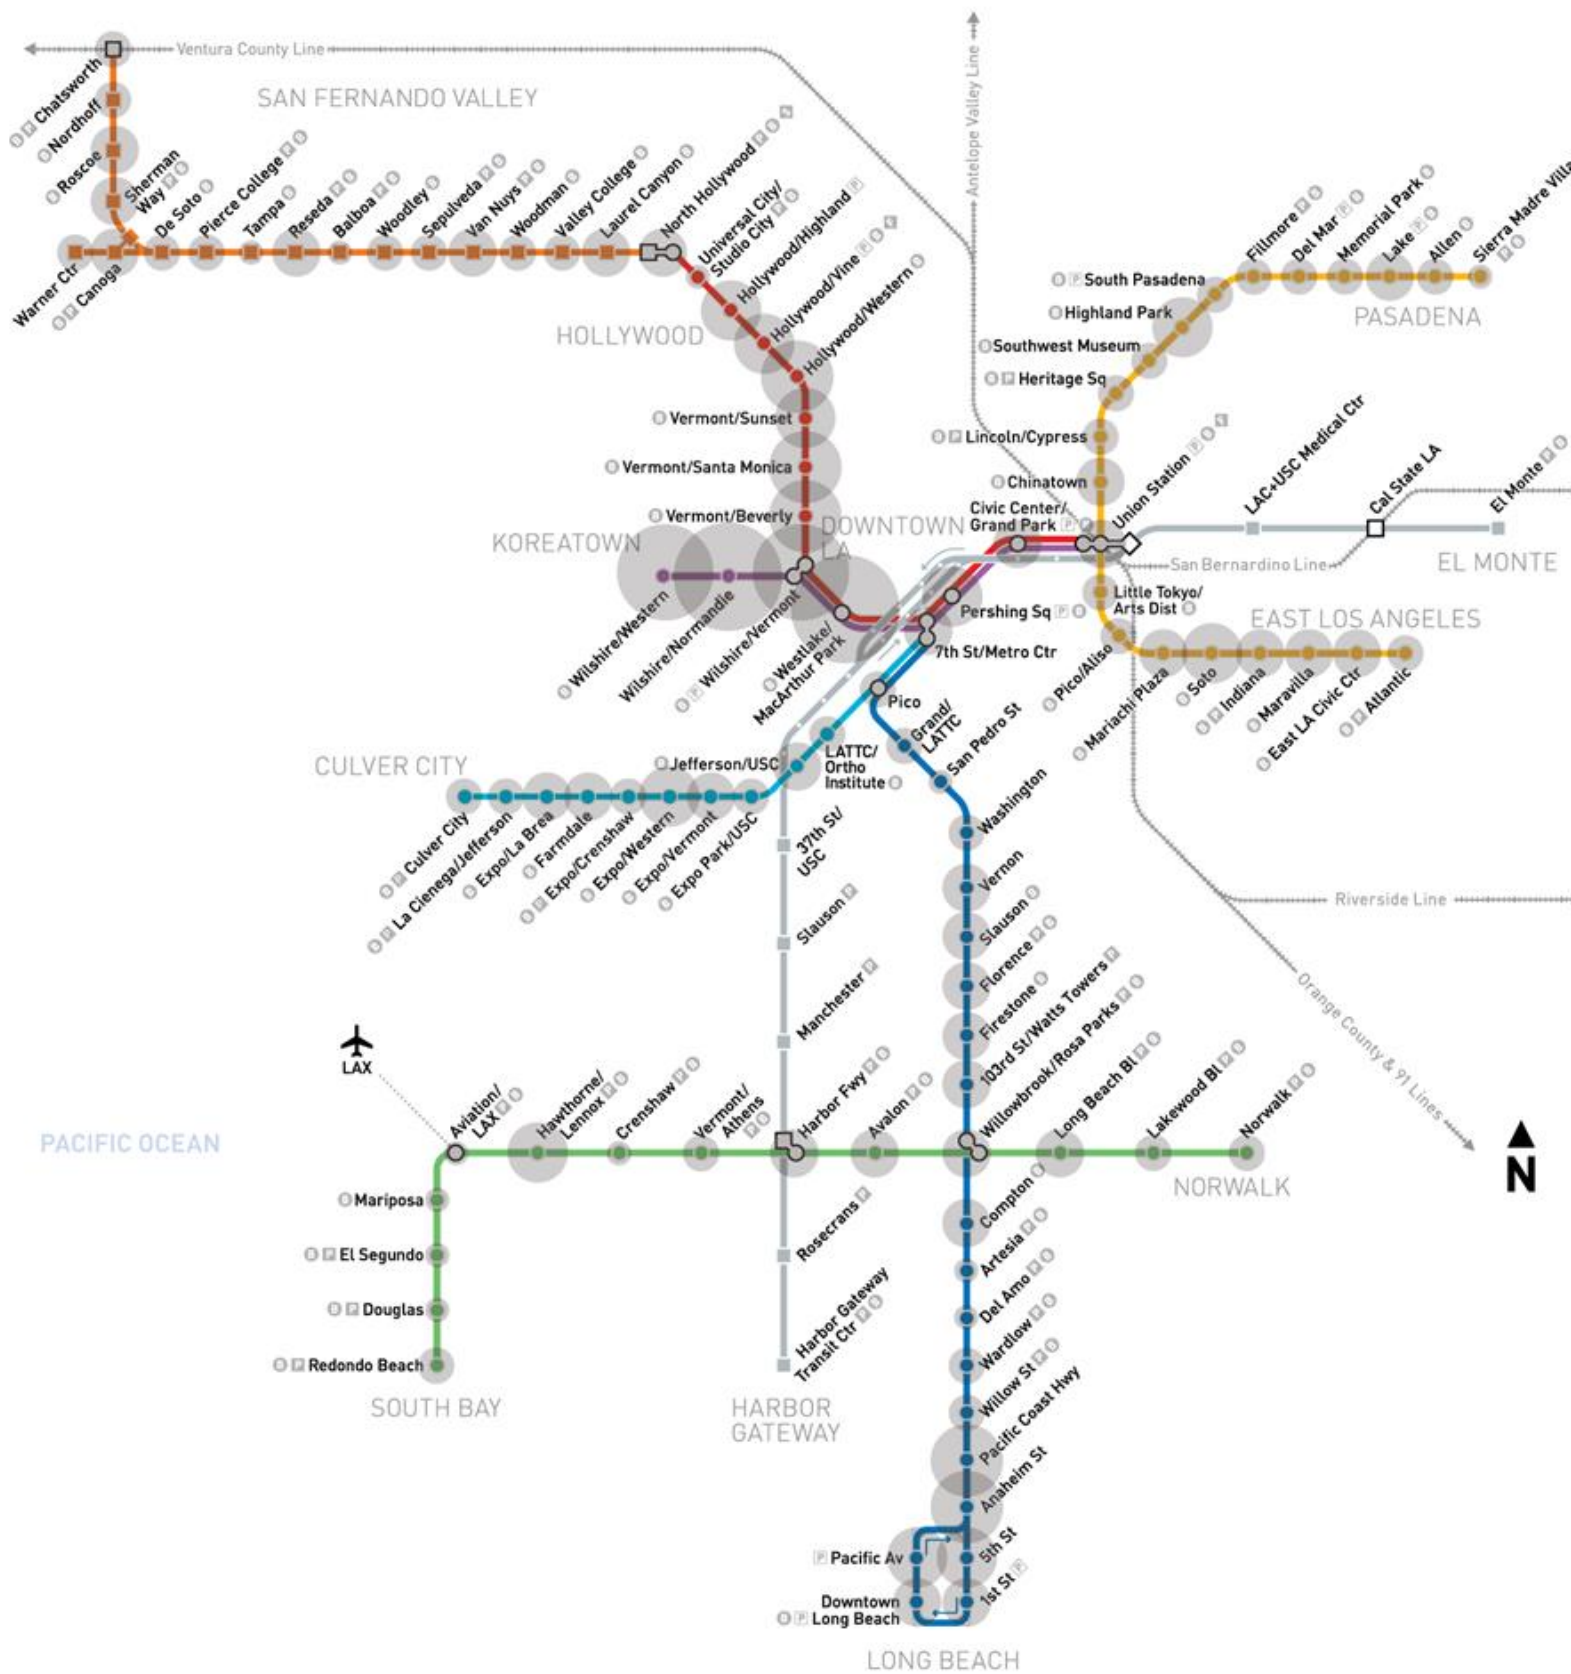 Ventura County Line
Antelope Valley Line
SAN FERNANDO VALLEY
Chatsworth
Nordhoff
Roscoe
Sherman
Way
De Soto
Pierce College
Tampa
Reseda
Balboa
Woodley
Sepulveda
Van Nuys
Woodman
Valley College
Laurel Canyon
North Hollywood
Warner Ctr
Canoga
Universal City/
Studio City
Hollywood/Highland
Hollywood/Vine
Hollywood/Western
HOLLYWOOD
Vermont/Sunset
Vermont/Santa Monica
Vermont/Beverly
KOREATOWN
DOWNTOWN
LA
Wilshire/Western
Wilshire/Normandie
Wilshire/Vermont
Westlake/
MacArthur Park
Civic Center/
Grand Park
Pershing Sq
7th St/Metro Ctr
Pico
Union Station
Fillmore
Del Mar
Memorial Park
Lake
Allen
Sierra Madre Villa
South Pasadena
PASADENA
Highland Park
Southwest Museum
Heritage Sq
Lincoln/Cypress
Chinatown
LAC+USC Medical Ctr
Cal State LA
El Monte
San Bernardino Line
EL MONTE
Little Tokyo/
Arts Dist
EAST LOS ANGELES
Pico/Aliso
Mariachi Plaza
Soto
Indiana
Maravilla
East LA Civic Ctr
Atlantic
CULVER CITY
Jefferson/USC
LATTC/
Ortho
Institute
Grand/
LATTC
San Pedro St
Culver City
La Cienega/Jefferson
Expo/La Brea
Farmdale
Expo/Crenshaw
Expo/Western
Expo/Vermont
Expo Park/USC
37th St/
USC
Slauson
Manchester
Washington
Vernon
Slauson
Florence
Firestone
103rd St/Watts Towers
Willowbrook/Rosa Parks
Riverside Line
Orange County & 91 Lines
LAX
Aviation/
LAX
Hawthorne/
Lennox
Crenshaw
Vermont/
Athens
Harbor Fwy
Avalon
Long Beach Bl
Lakewood Bl
Norwalk
NORWALK
PACIFIC OCEAN
N
Mariposa
El Segundo
Douglas
Redondo Beach
SOUTH BAY
Rosecrans
Harbor Gateway
Transit Ctr
HARBOR
GATEWAY
Compton
Artesia
Del Amo
Wardlow
Willow St
Pacific Coast Hwy
Anaheim St
Pacific Av
5th St
1st St
Downtown
Long Beach
LONG BEACH